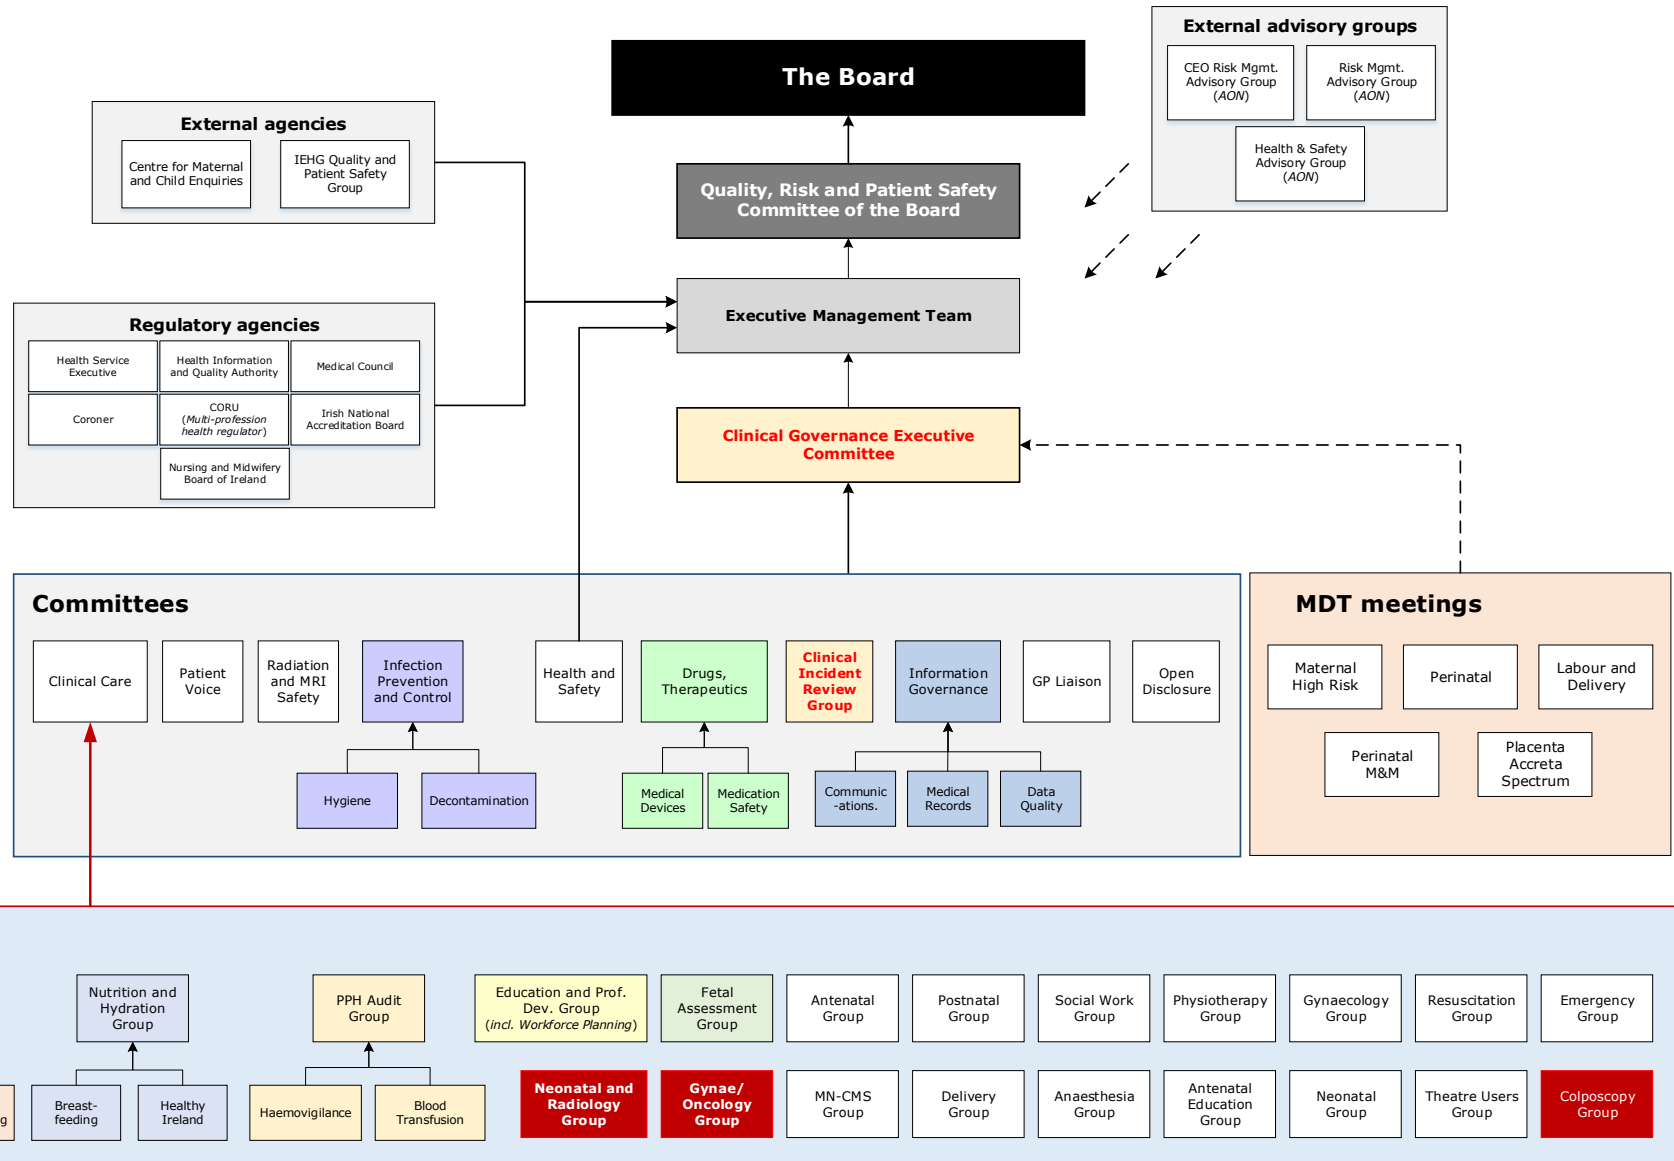 External advisory groups
CEO Risk Mgmt.
Advisory Group
(AON)
Risk Mgmt.
Advisory Group
(AON)
Health & Safety
Advisory Group
(AON)
The Board
External agencies
Centre for Maternal
and Child Enquiries
IEHG Quality and
Patient Safety
Group
Quality, Risk and Patient Safety
Committee of the Board
Executive Management Team
Regulatory agencies
Health Service
Executive
Health Information
and Quality Authority
Medical Council
Coroner
CORU
(Multi-profession
health regulator)
Irish National
Accreditation Board
Nursing and Midwifery
Board of Ireland
Clinical Governance Executive
Committee
Committees
Clinical Care
Patient
Voice
Radiation
and MRI
Safety
Infection
Prevention
and Control
Health and
Safety
Drugs,
Therapeutics
Clinical
Incident
Review
Group
Information
Governance
GP Liaison
Open
Disclosure
Hygiene
Decontamination
Medical
Devices
Medication
Safety
Communic
-ations.
Medical
Records
Data
Quality
MDT meetings
Maternal
High Risk
Perinatal
Labour and
Delivery
Perinatal
M&M
Placenta
Accreta
Spectrum
Nutrition and
Hydration
Group
PPH Audit
Group
Education and Prof.
Dev. Group
(incl. Workforce Planning)
Fetal
Assessment
Group
Antenatal
Group
Postnatal
Group
Social Work
Group
Physiotherapy
Group
Gynaecology
Group
Resuscitation
Group
Emergency
Group
g
Breast-
feeding
Healthy
Ireland
Haemovigilance
Blood
Transfusion
Neonatal and
Radiology
Group
Gynae/
Oncology
Group
MN-CMS
Group
Delivery
Group
Anaesthesia
Group
Antenatal
Education
Group
Neonatal
Group
Theatre Users
Group
Colposcopy
Group